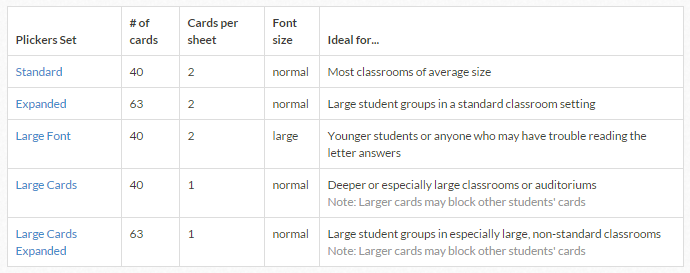 Plickers Set # of cards Cards per sheet Font size Ideal for...
Standard 40 2 normal Most classrooms of average size
Expanded 63 2 normal Large student groups in a standard classroom setting
Large Font 40 2 large Younger students or anyone who may have trouble reading the
letter answers
Large Cards 40 1 normal Deeper or especially large classrooms or auditoriums
Note: Larger cards may block other students' cards
Large Cards Expanded 63 1 normal Large student groups in especially large, non-standard classrooms
Note: Larger cards may block other students' cards